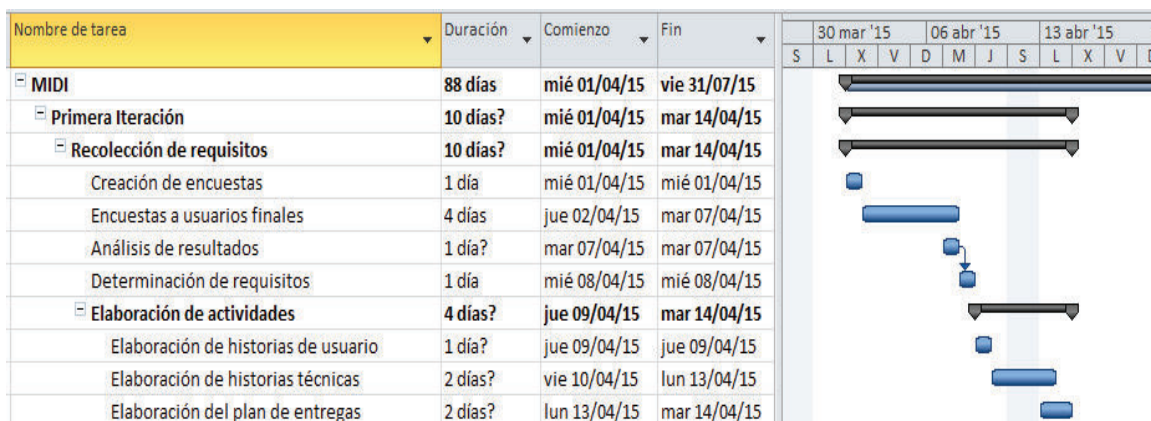 Nombre de tarea Duración Comienzo Fin 30 mar '15 06 abr '15 13 abr '15
S L X V D M J S L X V D
MIDI 88 días mié 01/04/15 vie 31/07/15
Primera Iteración 10 días? mié 01/04/15 mar 14/04/15
Recolección de requisitos 10 días? mié 01/04/15 mar 14/04/15
Creación de encuestas 1 día mié 01/04/15 mié 01/04/15
Encuestas a usuarios finales 4 días jue 02/04/15 mar 07/04/15
Análisis de resultados 1 día? mar 07/04/15 mar 07/04/15
Determinación de requisitos 1 día mié 08/04/15 mié 08/04/15
Elaboración de actividades 4 días? jue 09/04/15 mar 14/04/15
Elaboración de historias de usuario 1 día? jue 09/04/15 jue 09/04/15
Elaboración de historias técnicas 2 días? vie 10/04/15 lun 13/04/15
Elaboración del plan de entregas 2 días? lun 13/04/15 mar 14/04/15